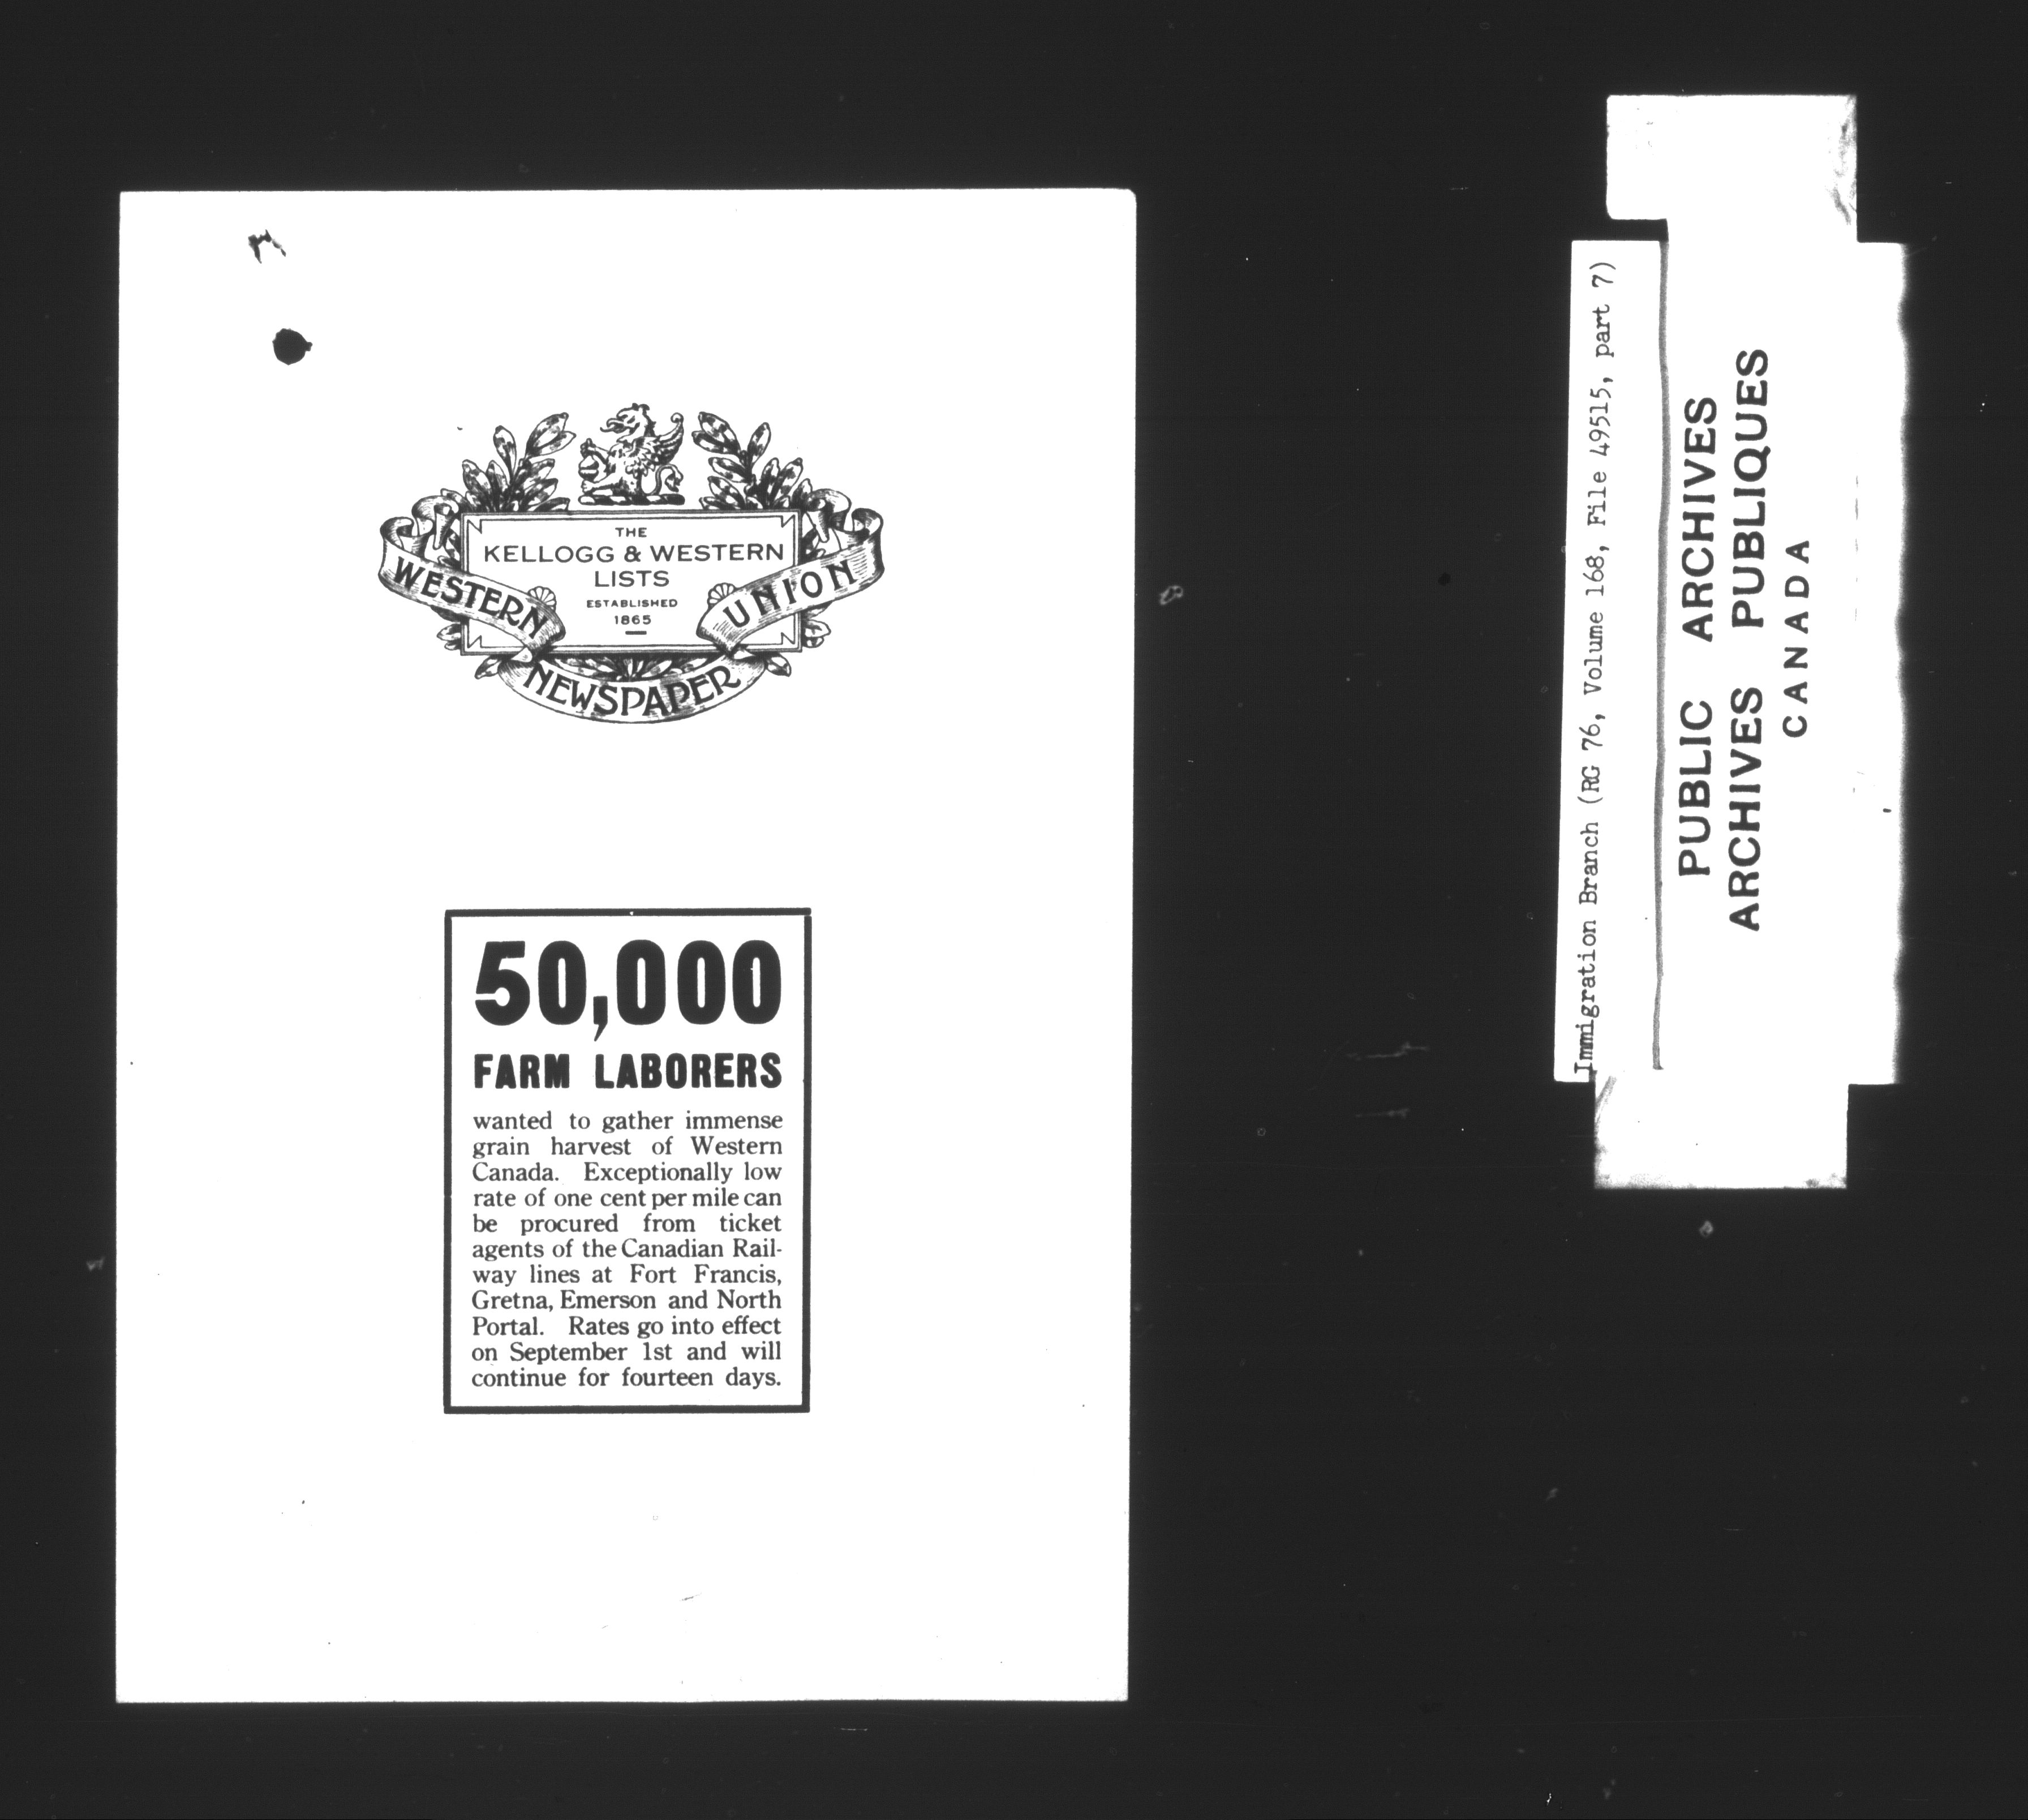 THE
KELLOGG & WESTERN
LISTS
ESTABLISHED
1865
WESTERN
NEWSPAPER
UNION
50,000
FARM LABORERS
wanted to gather immense
grain harvest of Western
Canada. Exceptionally low
rate of one cent per mile can
be procured from ticket
agents of the Canadian Rail-
way lines at Fort Francis,
Gretna, Emerson and North
Portal. Rates go into effect
on September 1st and will
continue for fourteen days.
Immigration Branch (RG 76, Volume 168, File 49515, part 7)
PUBLIC ARCHIVES
ARCHIVES PUBLIQUES
CANADA